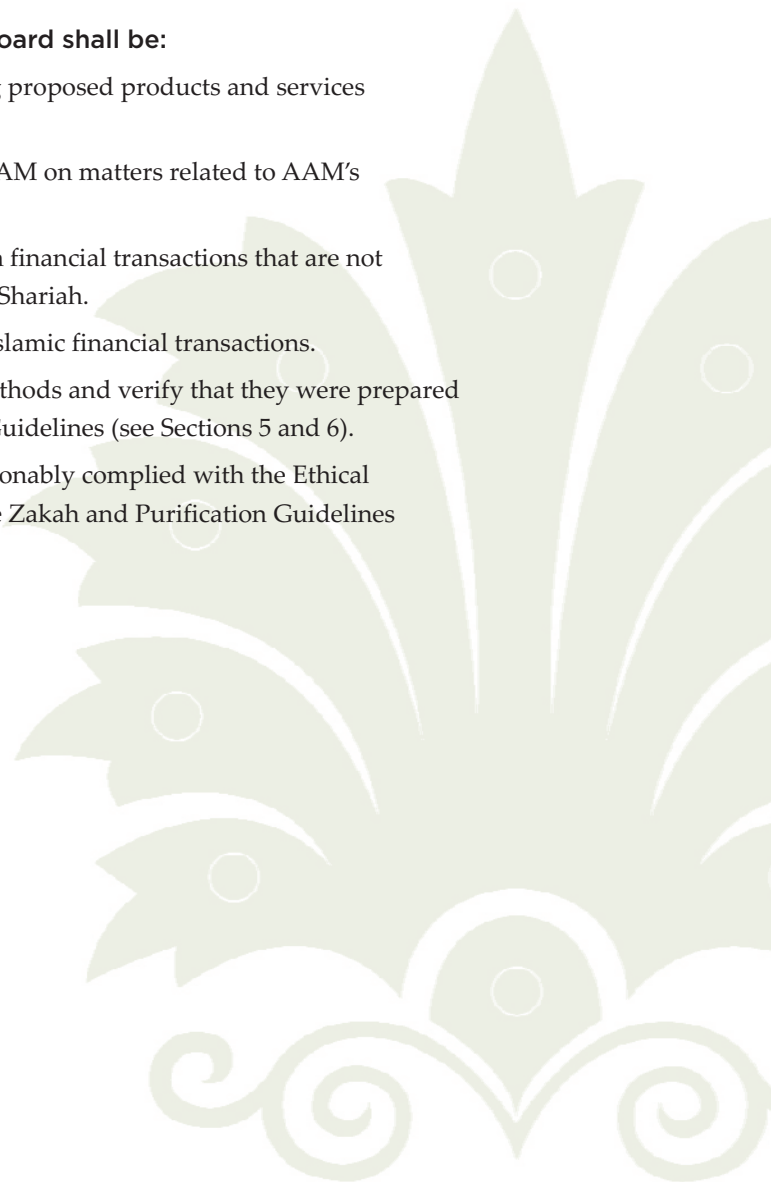 oard shall be:
g proposed products and services
AM on matters related to AAM's
n financial transactions that are not
Shariah.
slamic financial transactions.
ethods and verify that they were prepared
Guidelines (see Sections 5 and 6).
onably complied with the Ethical
e Zakah and Purification Guidelines